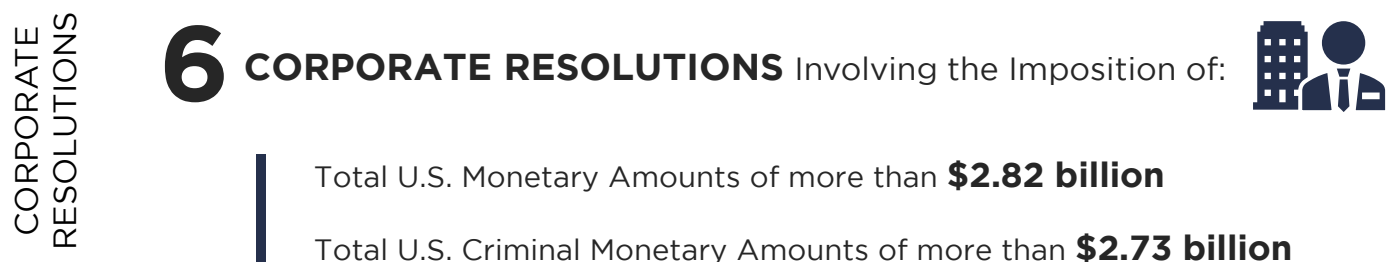 CORPORATE
RESOLUTIONS
6 CORPORATE RESOLUTIONS Involving the Imposition of:
Total U.S. Monetary Amounts of more than $2.82 billion
Total U.S. Criminal Monetary Amounts of more than $2.73 billion